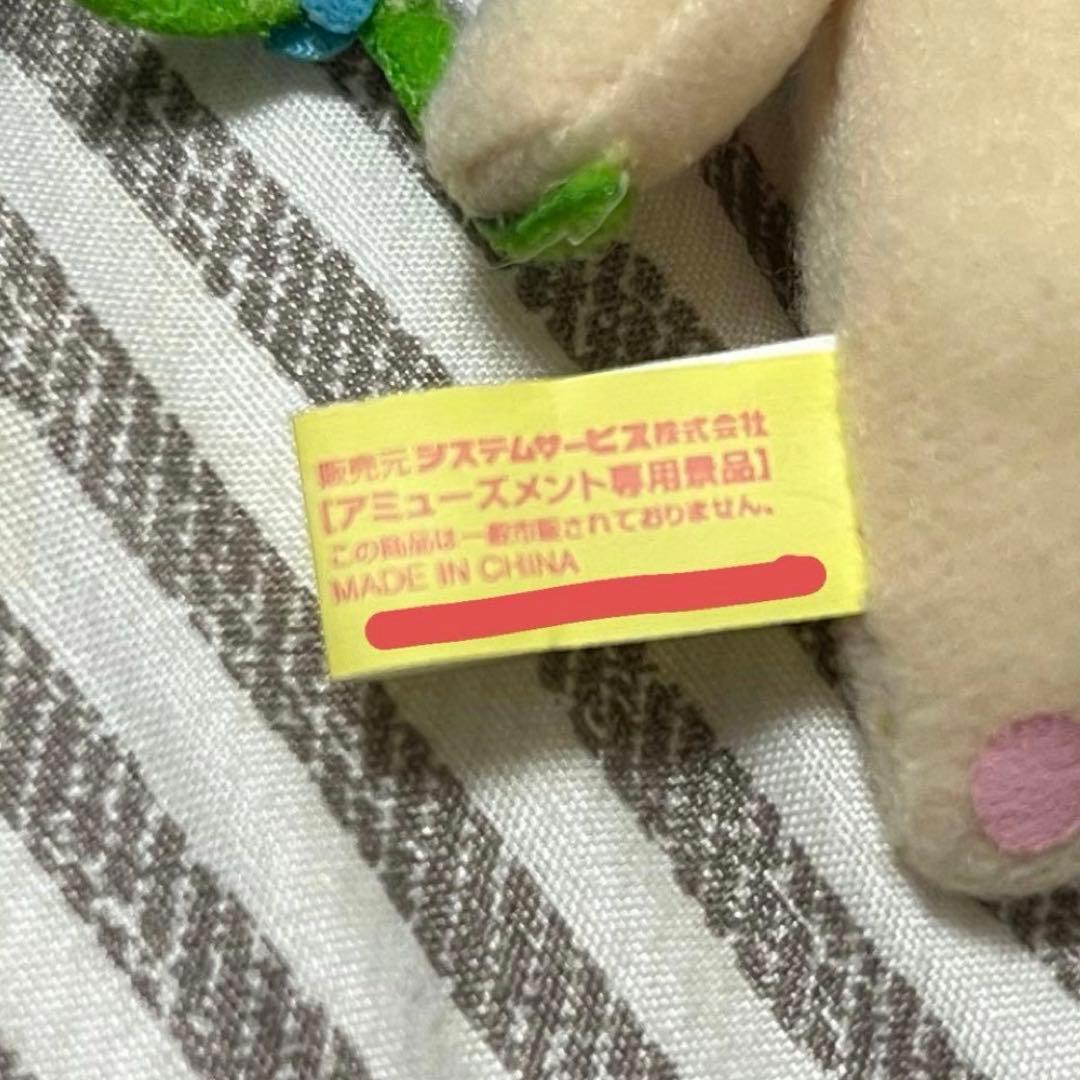 販売元 システムサービス株式会社
【アミューズメント専用景品】
この商品は一般市販されておりません。
MADE IN CHINA